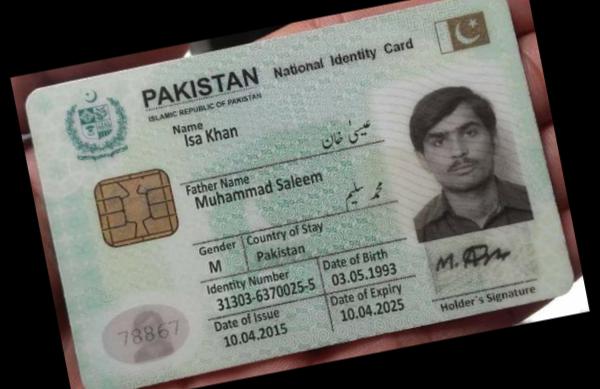 PAKISTAN National Identity Card
ISLAMIC REPUBLIC OF PAKISTAN
Name
Isa Khan
عیسیٰ خان
Father Name
Muhammad Saleem
محمد سلیم
Gender Country of Stay
M Pakistan
Identity Number Date of Birth
31303-6370025-5 03.05.1993
Date of Issue Date of Expiry
10.04.2015 10.04.2025
78867
Holder's Signature